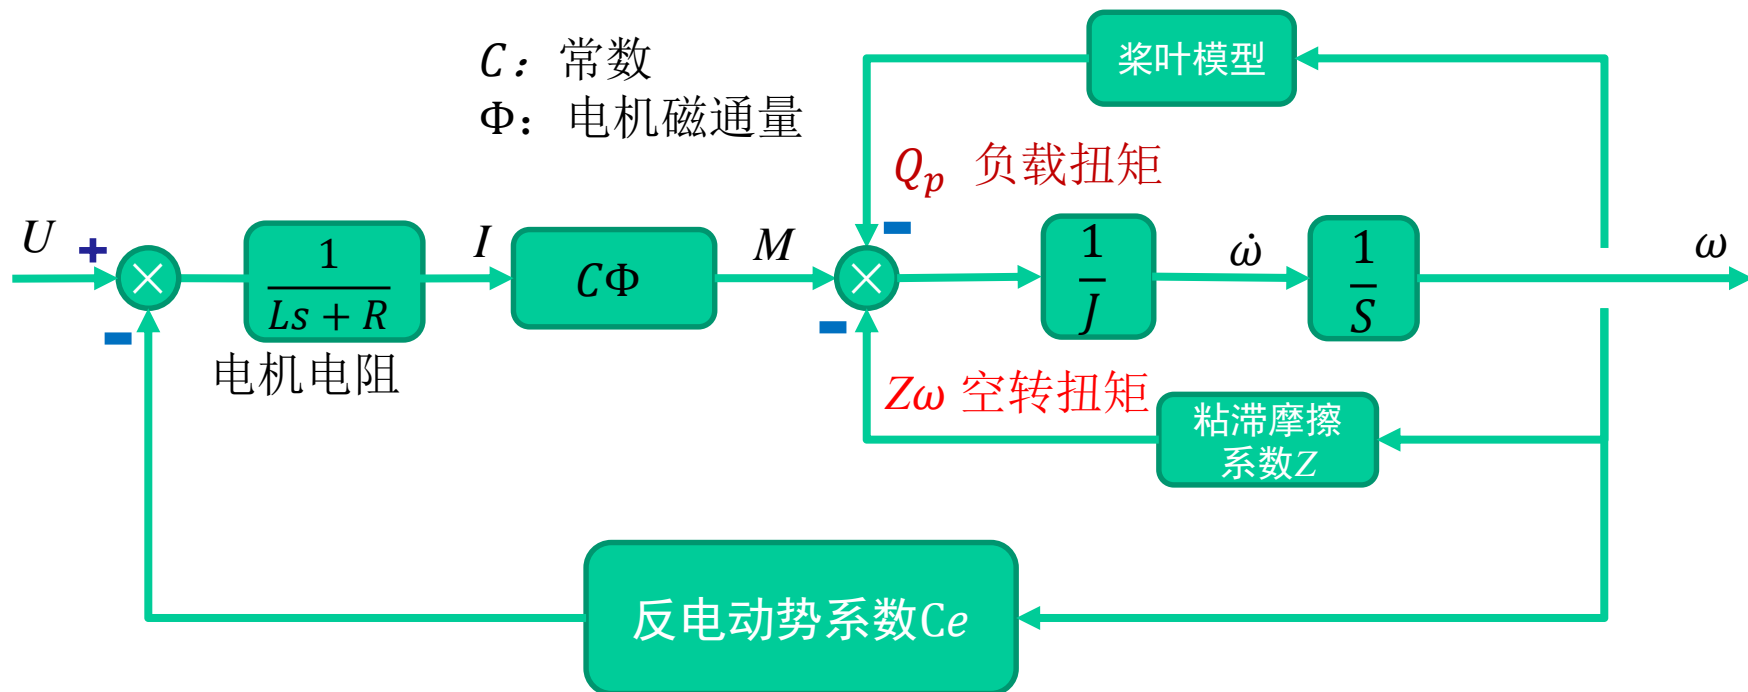 C：常数
Φ：电机磁通量
桨叶模型
Q_p 负载扭矩
U
+
-
1
Ls + R
电机电阻
I
CΦ
M
-
-
1
J
ω̇
1
S
ω
Zω 空转扭矩
粘滞摩擦
系数Z
反电动势系数Ce